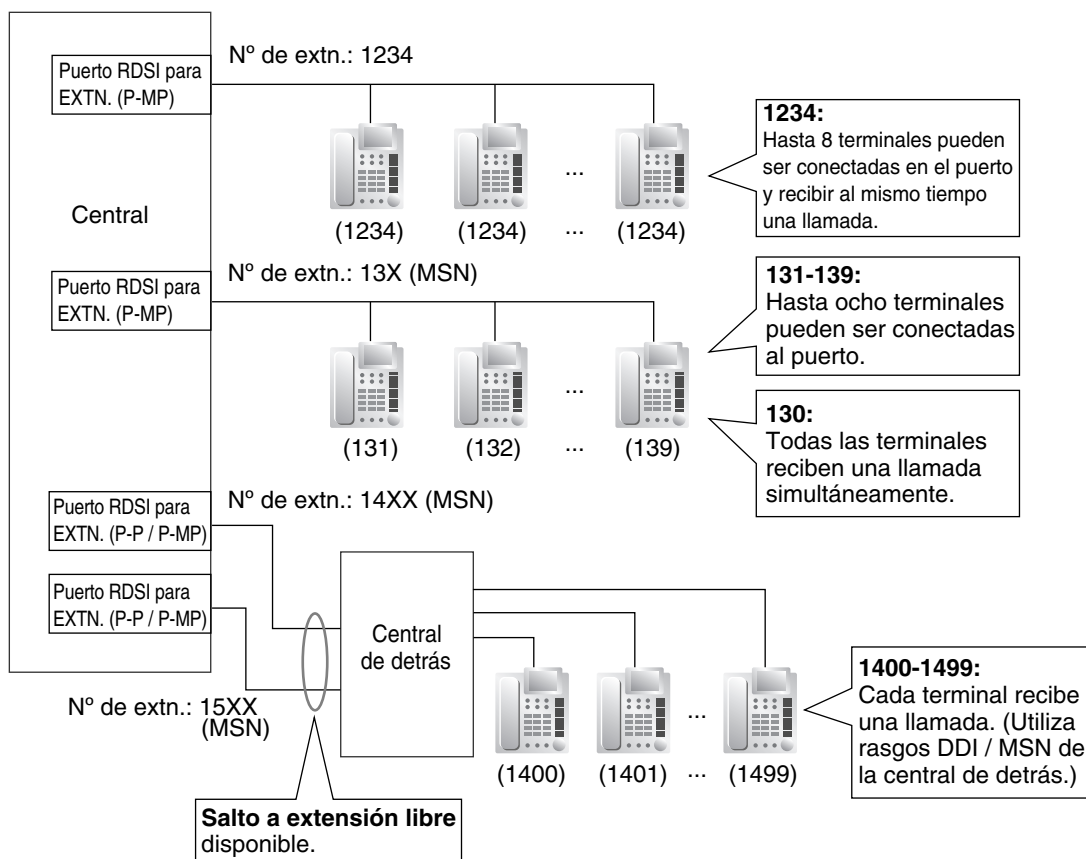 Nº de extn.: 1234
Puerto RDSI para
EXTN. (P-MP)
Central
1234:
Hasta 8 terminales pueden
ser conectadas en el puerto
y recibir al mismo tiempo
una llamada.
...
(1234) (1234) ... (1234)
Nº de extn.: 13X (MSN)
Puerto RDSI para
EXTN. (P-MP)
131-139:
Hasta ocho terminales
pueden ser conectadas
al puerto.
...
(131) (132) ... (139)
130:
Todas las terminales
reciben una llamada
simultáneamente.
Nº de extn.: 14XX (MSN)
Puerto RDSI para
EXTN. (P-P / P-MP)
Puerto RDSI para
EXTN. (P-P / P-MP)
Central
de detrás
Nº de extn.: 15XX
(MSN)
...
(1400) (1401) ... (1499)
1400-1499:
Cada terminal recibe
una llamada. (Utiliza
rasgos DDI / MSN de
la central de detrás.)
Salto a extensión libre
disponible.